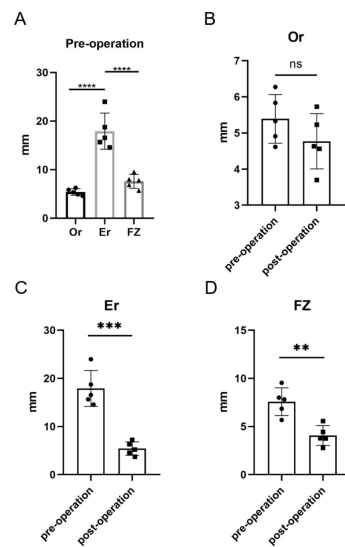 A
Pre-operation
****
****
30
20
10
0
mm
Or
Er
FZ
B
Or
ns
7
6
5
4
3
mm
pre-operation
post-operation
C
Er
***
30
20
10
0
mm
pre-operation
post-operation
D
FZ
**
15
10
5
0
mm
pre-operation
post-operation